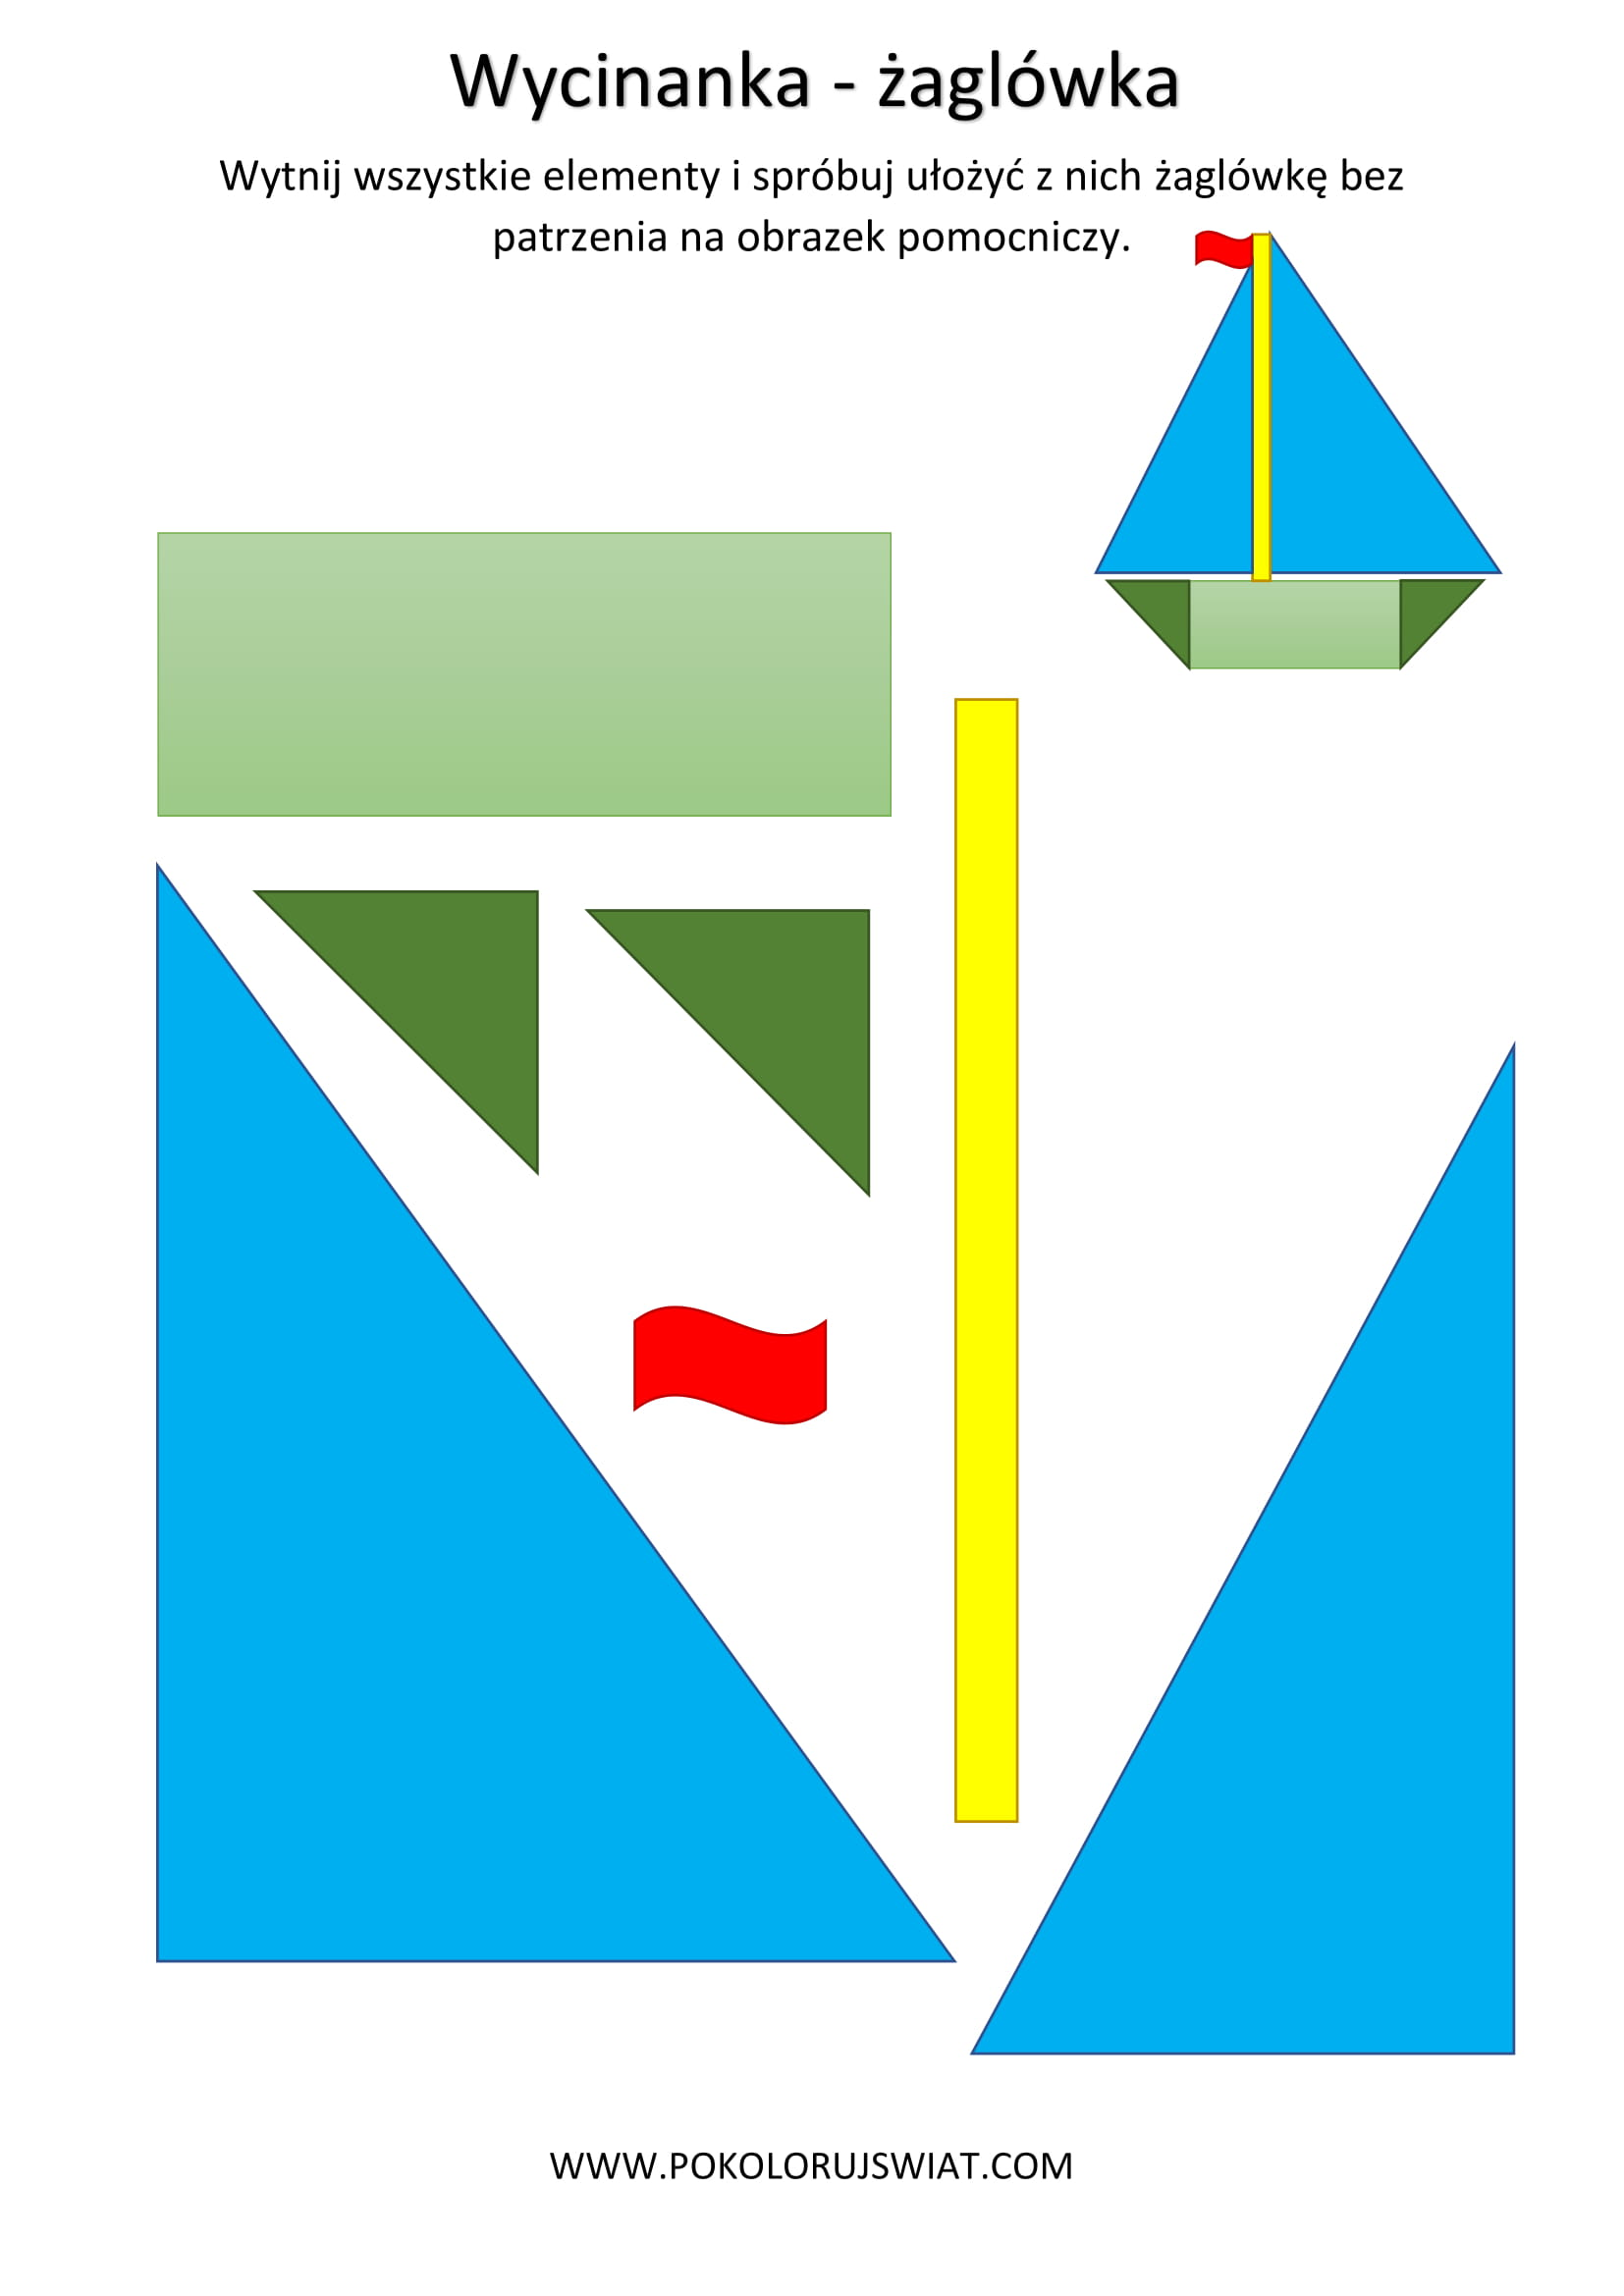 Wycinanka - żaglówka
Wytnij wszystkie elementy i spróbuj ułożyć z nich żaglówkę bez
patrzenia na obrazek pomocniczy.
WWW.POKOLORUJSWIAT.COM